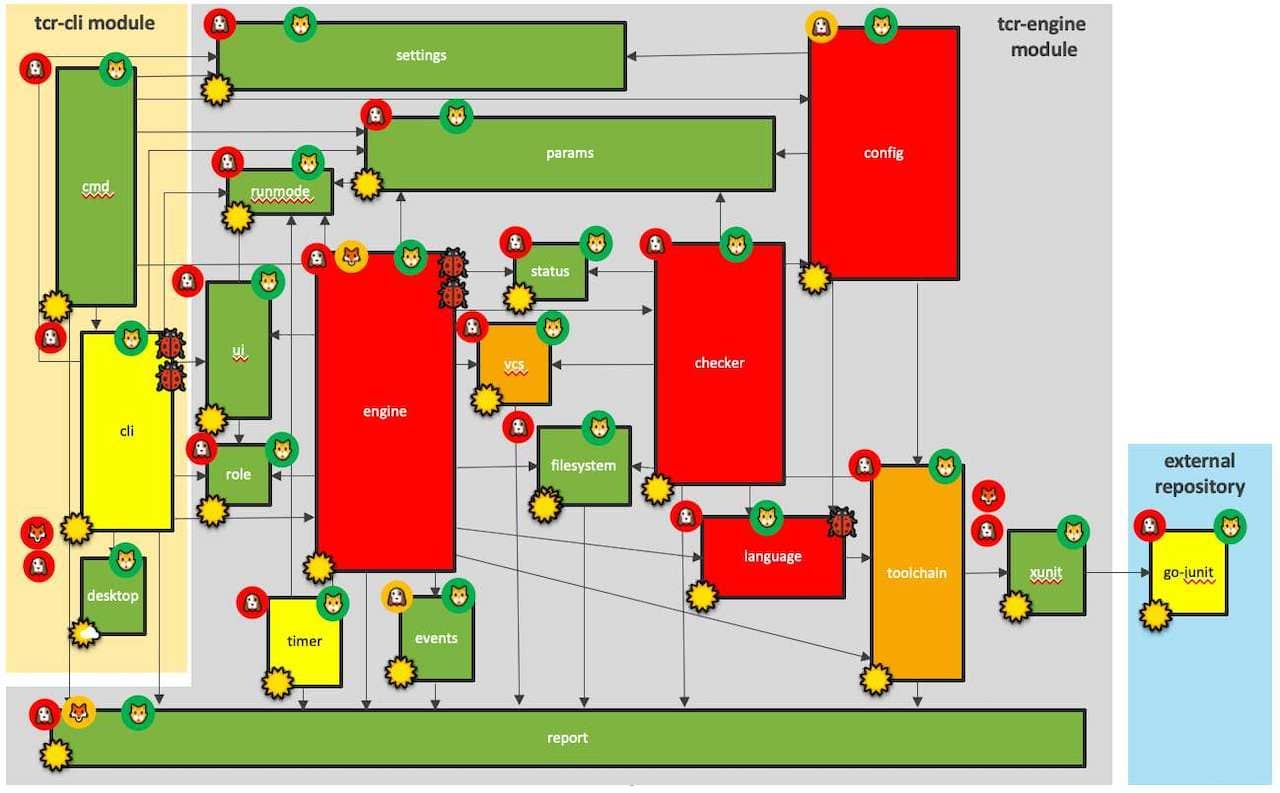 tcr-cli module
tcr-engine
module
settings
params
config
cmd
runmode
status
ui
vcs
checker
engine
cli
role
filesystem
external
repository
language
toolchain
xunit
go-junit
desktop
timer
events
report